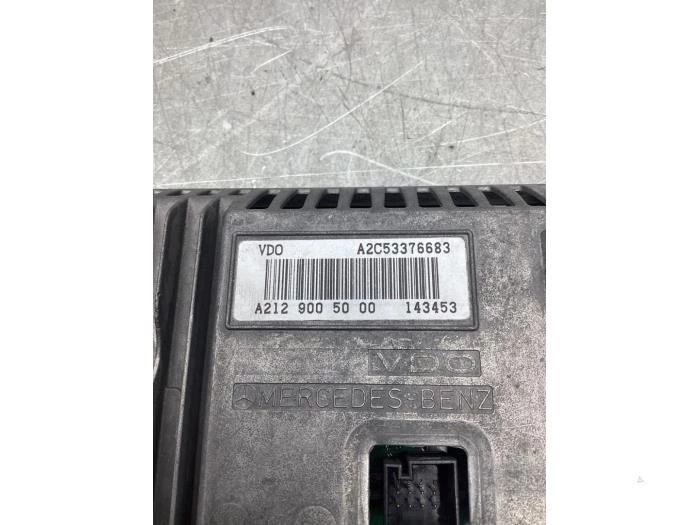 VDO A2C53376683
A212 900 50 00 143453
VDO
MERCEDES-BENZ